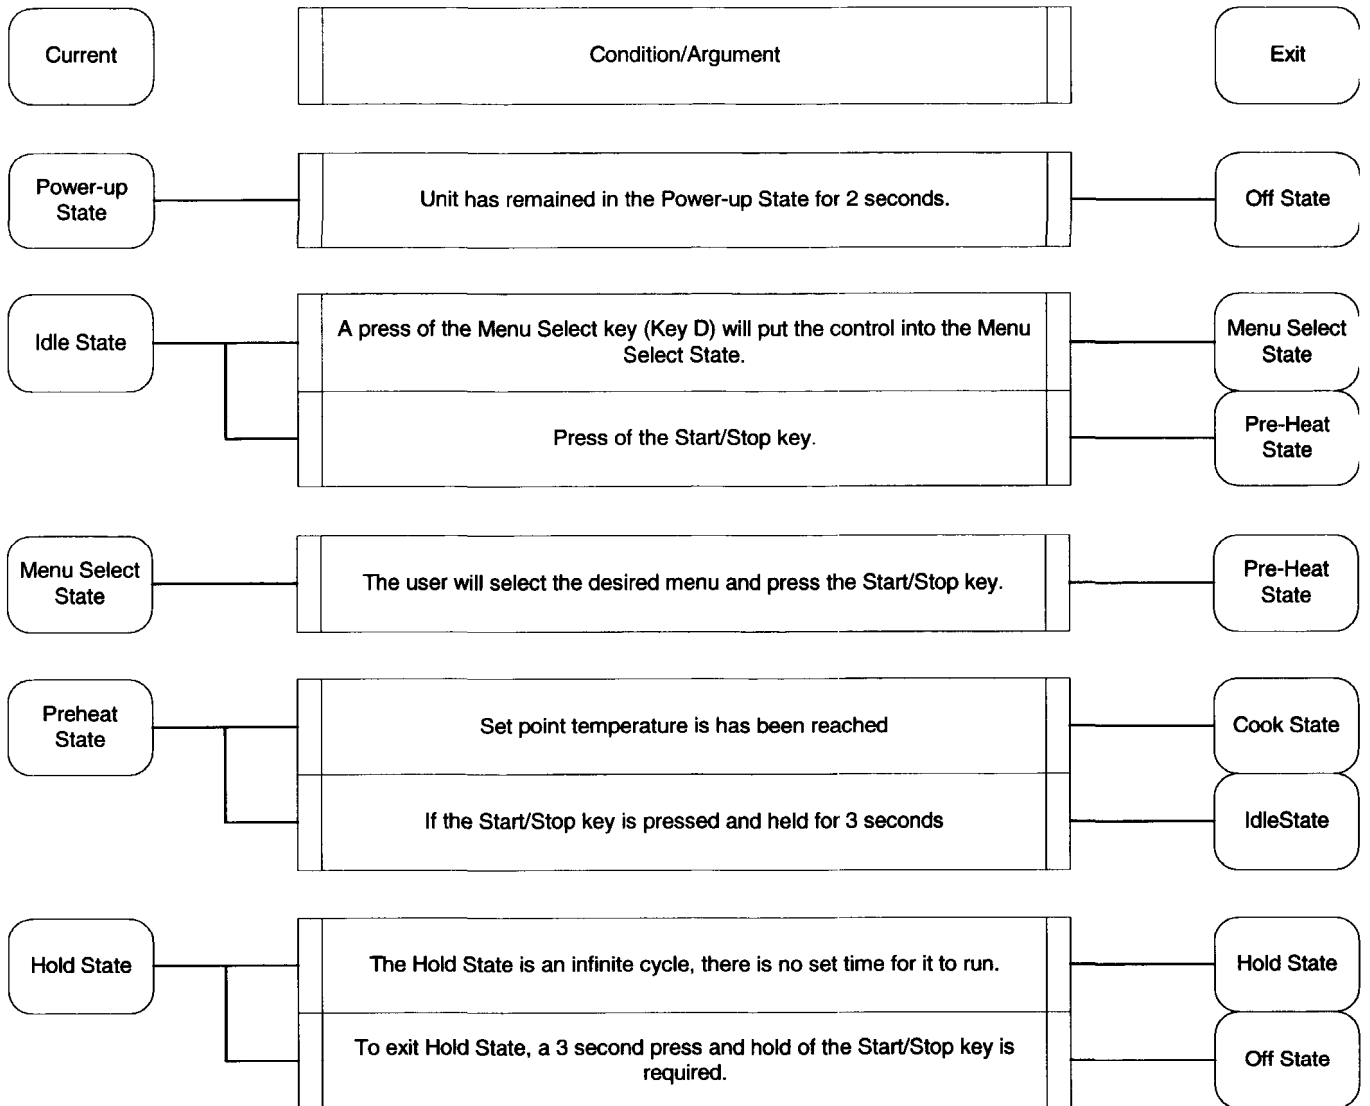 Current
Condition/Argument
Exit
Power-up
State
Unit has remained in the Power-up State for 2 seconds.
Off State
Idle State
A press of the Menu Select key (Key D) will put the control into the Menu
Select State.
Menu Select
State
Press of the Start/Stop key.
Pre-Heat
State
Menu Select
State
The user will select the desired menu and press the Start/Stop key.
Pre-Heat
State
Preheat
State
Set point temperature is has been reached
Cook State
If the Start/Stop key is pressed and held for 3 seconds
IdleState
Hold State
The Hold State is an infinite cycle, there is no set time for it to run.
Hold State
To exit Hold State, a 3 second press and hold of the Start/Stop key is
required.
Off State